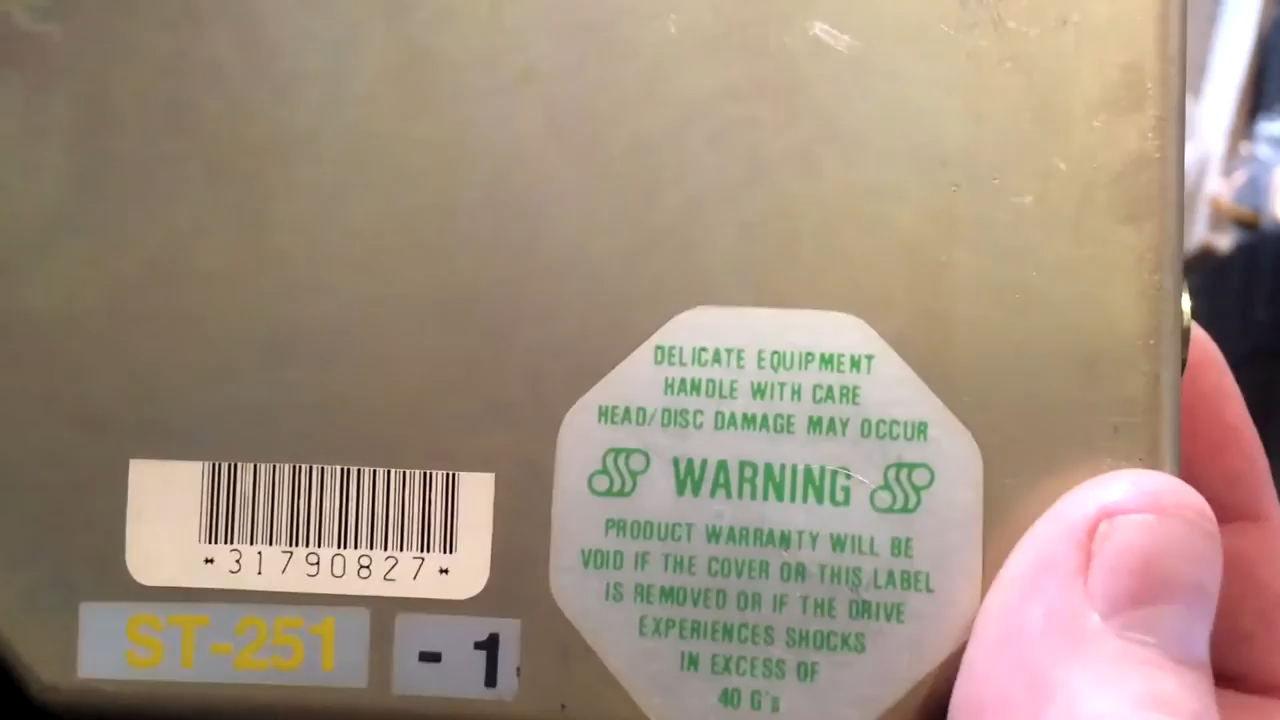 DELICATE EQUIPMENT
HANDLE WITH CARE
HEAD/DISC DAMAGE MAY OCCUR
WARNING
PRODUCT WARRANTY WILL BE
VOID IF THE COVER OR THIS LABEL
IS REMOVED OR IF THE DRIVE
EXPERIENCES SHOCKS
IN EXCESS OF
40 G's
*31790827*
ST-251 -1